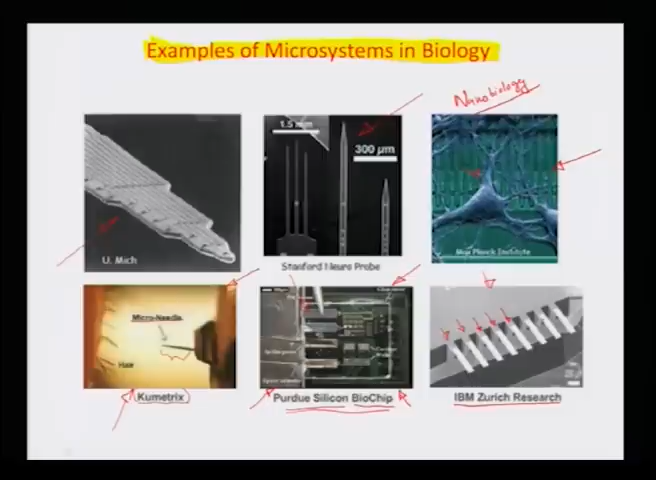 Examples of Microsystems in Biology
Nanobiology
1.5 mm
300 µm
U. Mich
Max Planck Institute
Stanford Neuro Probe
Micro-Needle
Hair
Kumetrix
Purdue Silicon BioChip
IBM Zurich Research